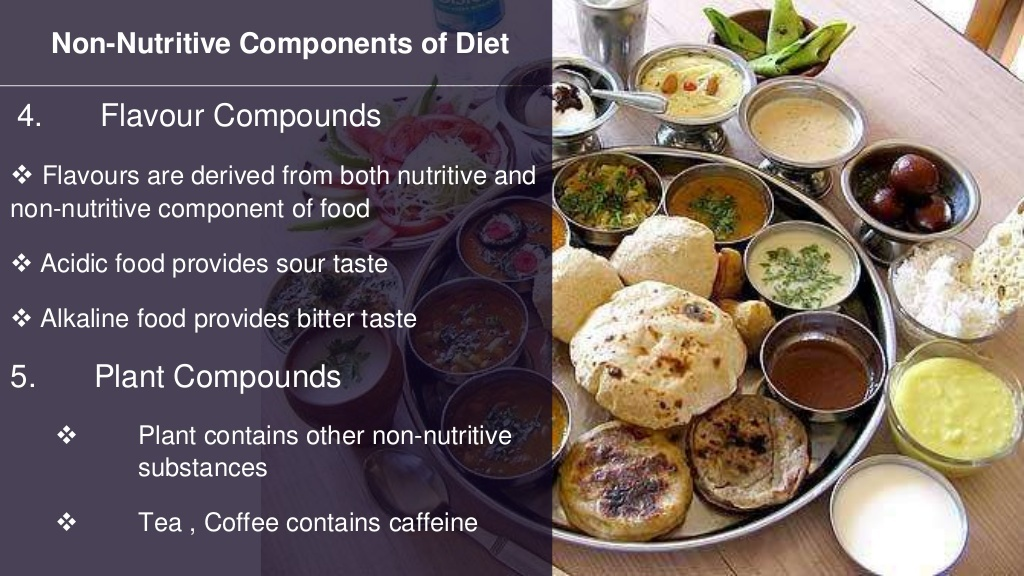 Non-Nutritive Components of Diet
4. Flavour Compounds
❖ Flavours are derived from both nutritive and
non-nutritive component of food
❖ Acidic food provides sour taste
❖ Alkaline food provides bitter taste
5. Plant Compounds
❖ Plant contains other non-nutritive
substances
❖ Tea , Coffee contains caffeine